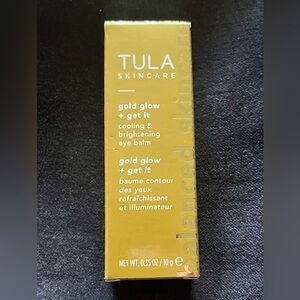 TULA
SKINCARE
gold glow
+ get it
cooling &
brightening
eye balm
gold glow
+ get it
baume contour
des yeux
rafraîchissant
et illuminateur
NET WT. 0.35 OZ / 10 g e